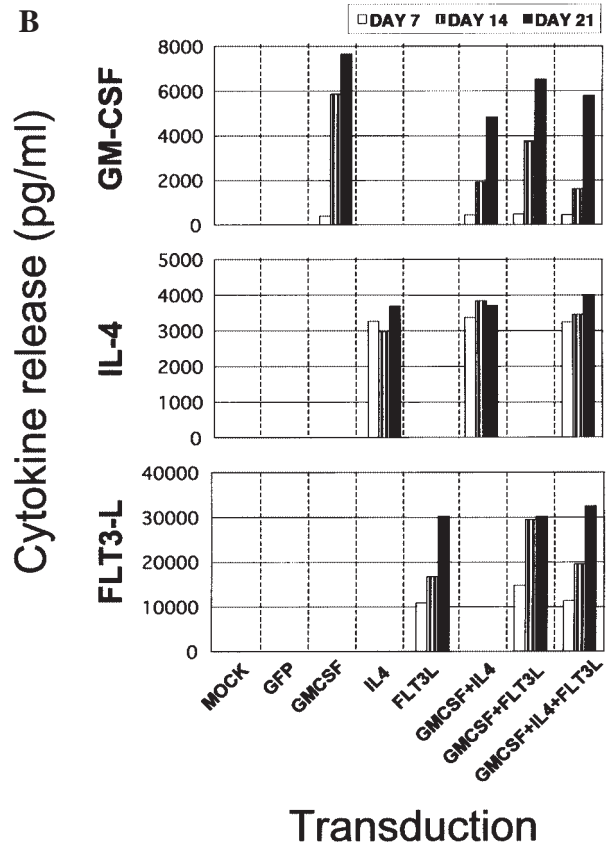 B
DAY 7 DAY 14 DAY 21
Cytokine release (pg/ml)
GM-CSF
8000
6000
4000
2000
0
IL-4
5000
4000
3000
2000
1000
0
FLT3-L
40000
30000
20000
10000
0
MOCK
GFP
GMCSF
IL4
FLT3L
GMCSF+IL4
GMCSF+FLT3L
GMCSF+IL4+FLT3L
Transduction